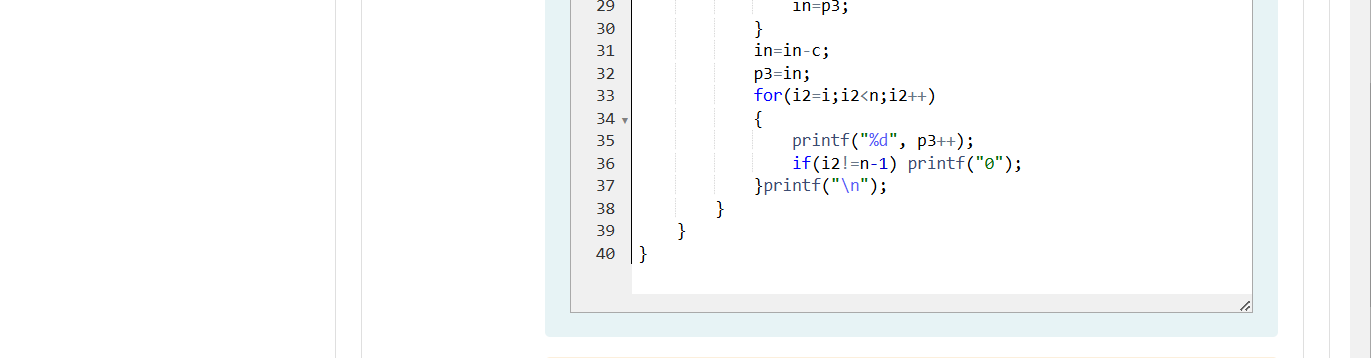 29 in=p3;
30 }
31 in=in-c;
32 p3=in;
33 for(i2=i;i2<n;i2++)
34 {
35 printf("%d", p3++);
36 if(i2!=n-1) printf("0");
37 }printf("\n");
38 }
39 }
40 }